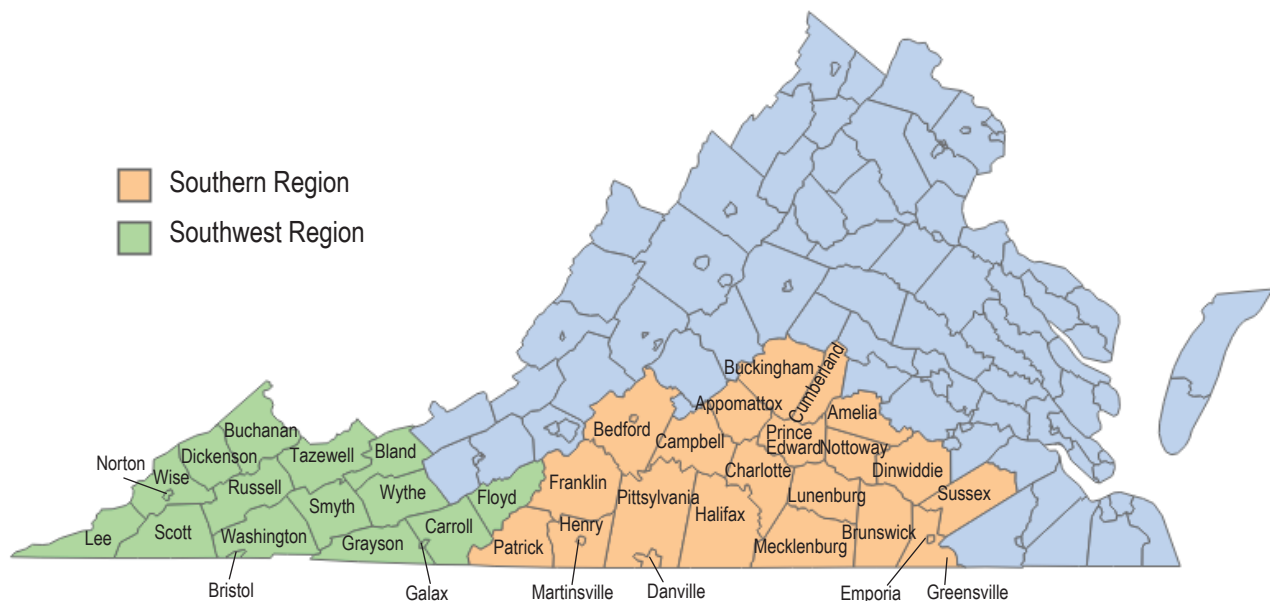 Southern Region
Southwest Region
Buckingham
Cumberland
Appomattox
Amelia
Bedford
Campbell
Prince
Edward
Nottoway
Buchanan
Dickenson
Tazewell
Bland
Norton
Wise
Russell
Wythe
Floyd
Franklin
Pittsylvania
Charlotte
Dinwiddie
Sussex
Lunenburg
Smyth
Halifax
Lee
Scott
Washington
Grayson
Carroll
Patrick
Henry
Mecklenburg
Brunswick
Bristol
Galax
Martinsville
Danville
Emporia
Greensville